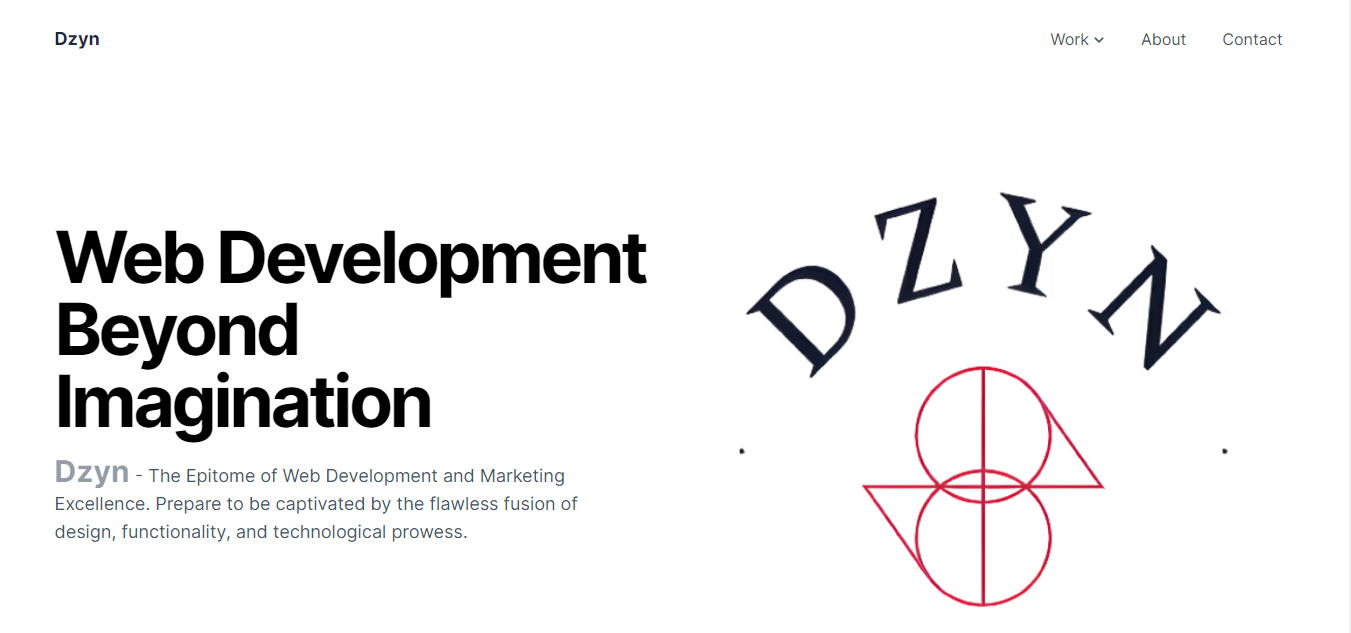 Dzyn
Work
About
Contact
Web Development
Beyond
Imagination
Dzyn - The Epitome of Web Development and Marketing
Excellence. Prepare to be captivated by the flawless fusion of
design, functionality, and technological prowess.
DZYN